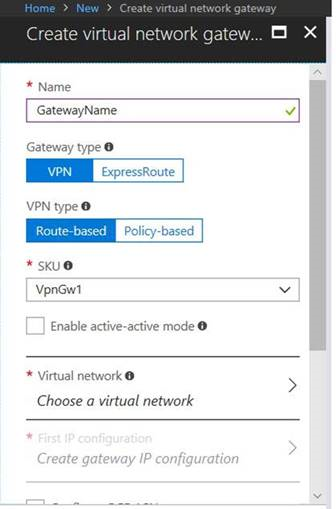 Home > New > Create virtual network gateway
Create virtual network gatew...
* Name
GatewayName
Gateway type
VPN ExpressRoute
VPN type
Route-based Policy-based
* SKU
VpnGw1
Enable active-active mode
* Virtual network
Choose a virtual network
* First IP configuration
Create gateway IP configuration